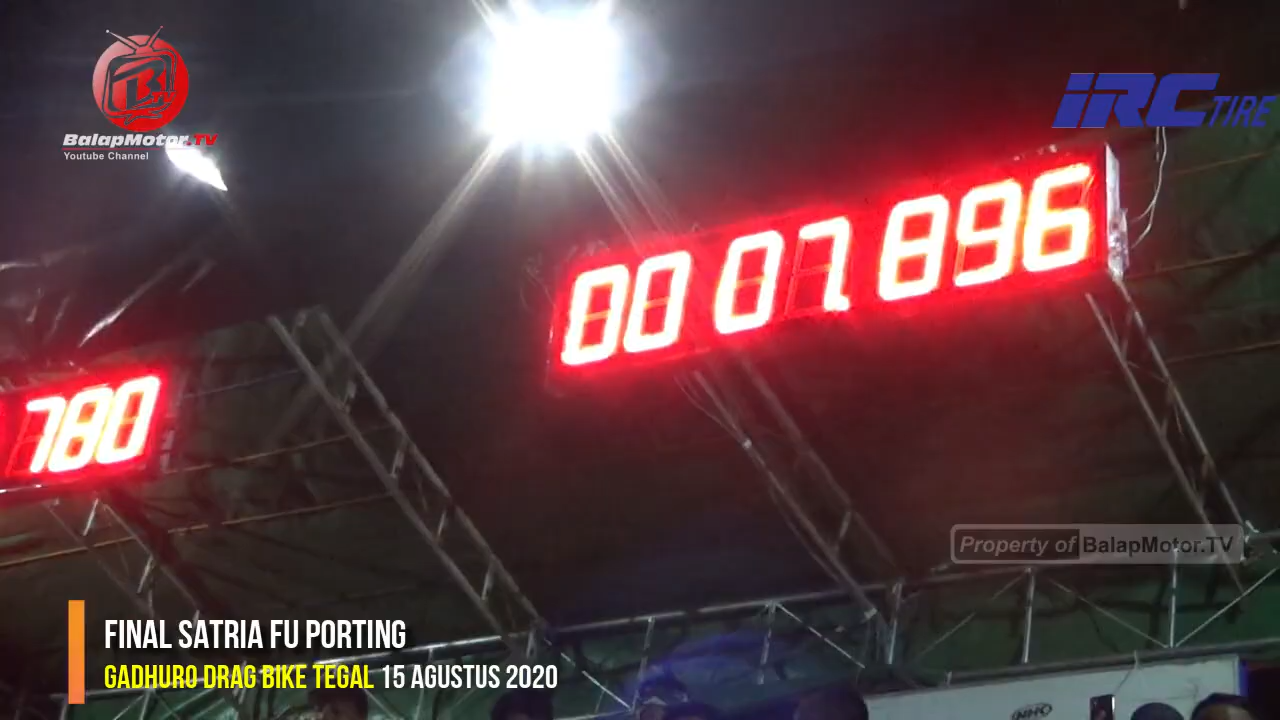 BalapMotor.TV
Youtube Channel
iRC TIRE
00 07.896
780
Property of BalapMotor.TV
FINAL SATRIA FU PORTING
GADHURO DRAG BIKE TEGAL 15 AGUSTUS 2020
NHK